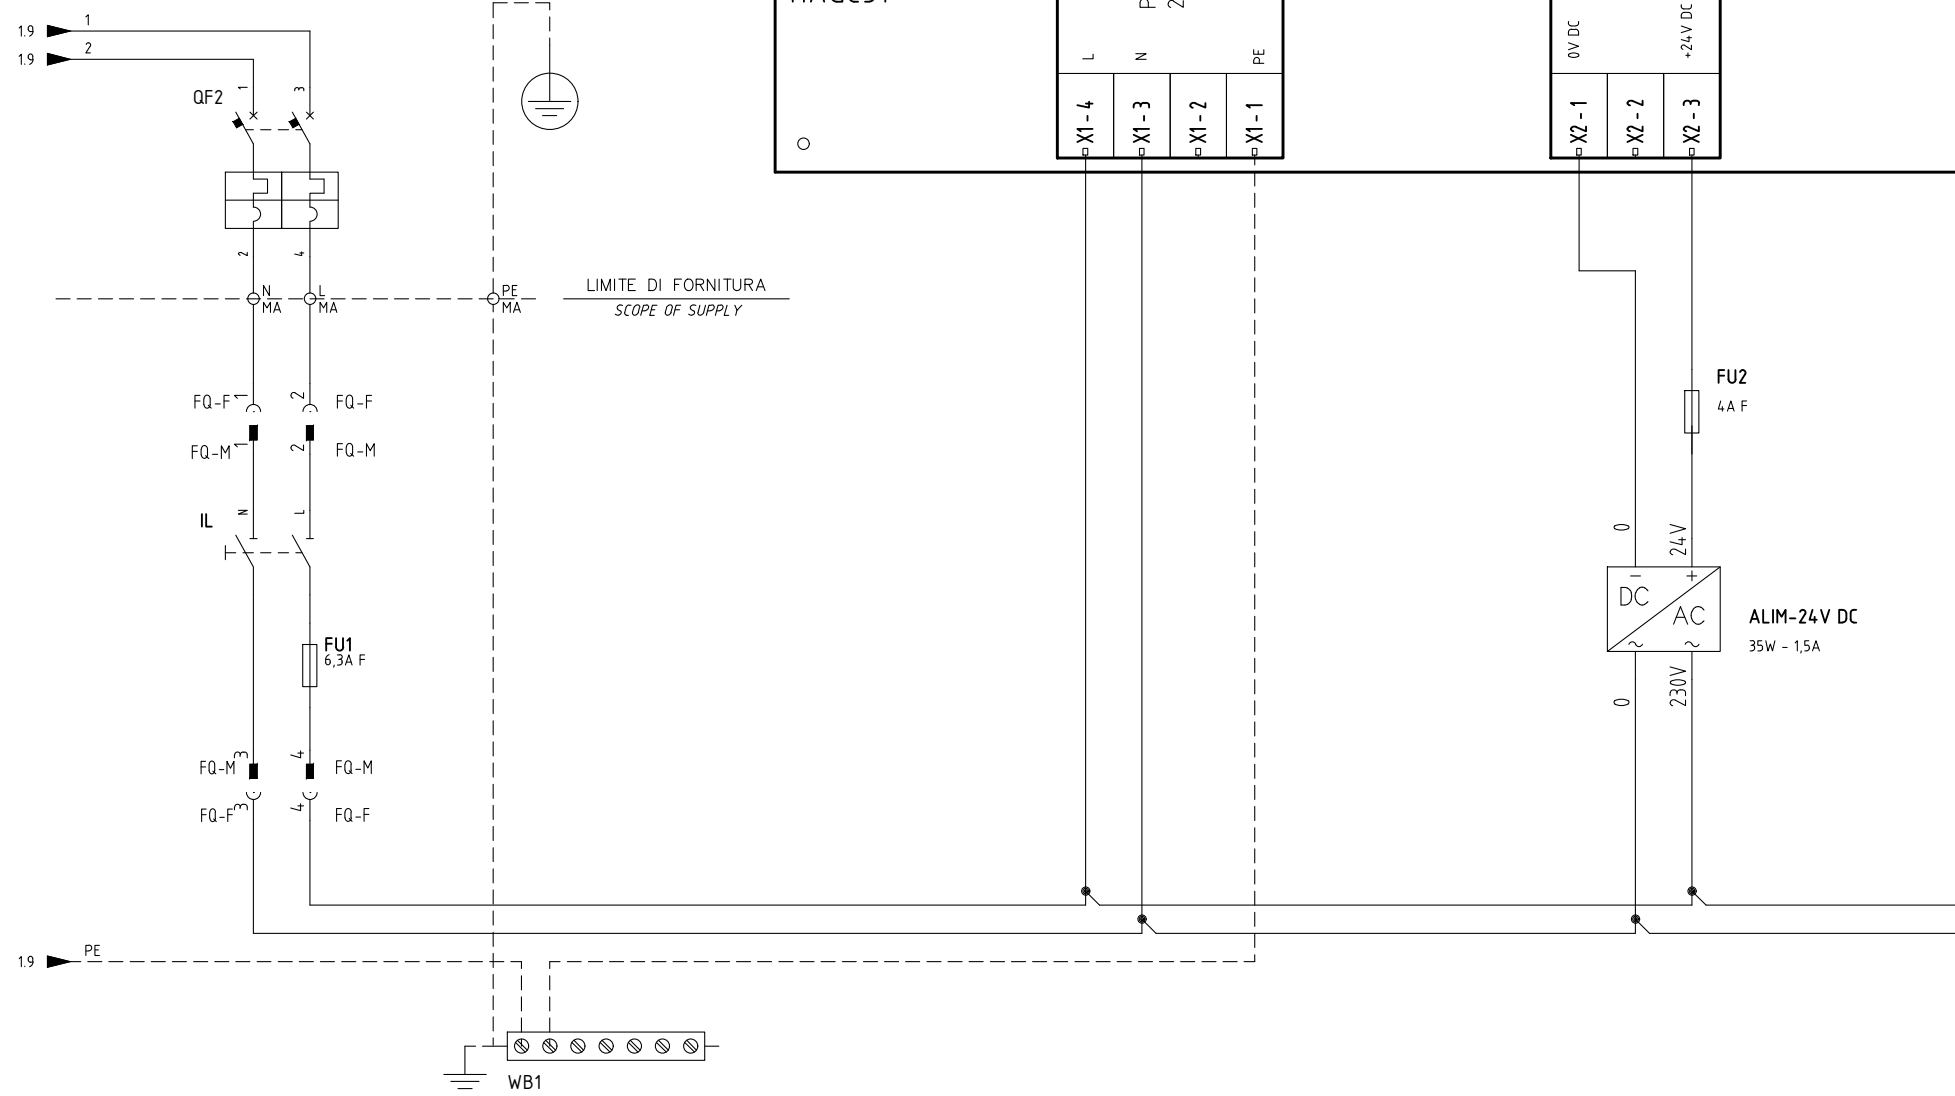 1.9
1
1.9
2
QF2
1
3
2
4
N
MA
L
MA
PE
MA
LIMITE DI FORNITURA
SCOPE OF SUPPLY
FQ-F
1
2
FQ-F
FQ-M
1
2
FQ-M
IL
N
L
FU1
6,3A F
FQ-M
3
4
FQ-M
FQ-F
3
4
FQ-F
1.9
PE
WB1
L
N
PE
X1-4
X1-3
X1-2
X1-1
0V DC
+24V DC
X2-1
X2-2
X2-3
FU2
4A F
0
24V
−
+
DC
AC
~
~
ALIM-24V DC
35W - 1,5A
0
230V